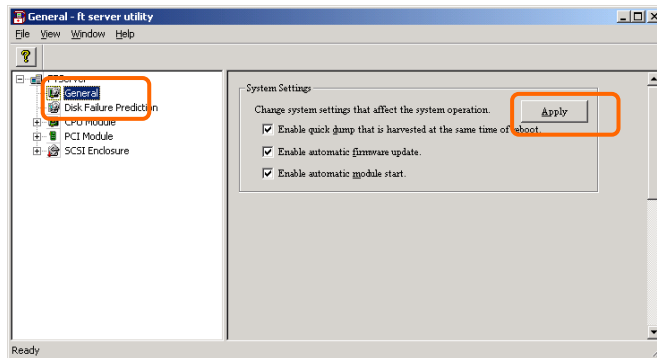 General - ft server utility
File View Window Help
FTServer
General
Disk Failure Prediction
CPU Module
PCI Module
SCSI Enclosure
System Settings
Change system settings that affect the system operation.
Apply
Enable quick dump that is harvested at the same time of reboot.
Enable automatic firmware update.
Enable automatic module start.
Ready